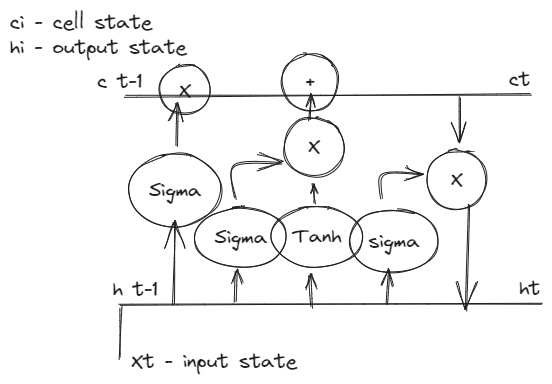 ci - cell state
hi - output state
c t-1
ct
X
+
X
X
Sigma
Sigma
Tanh
sigma
h t-1
ht
Xt - input state